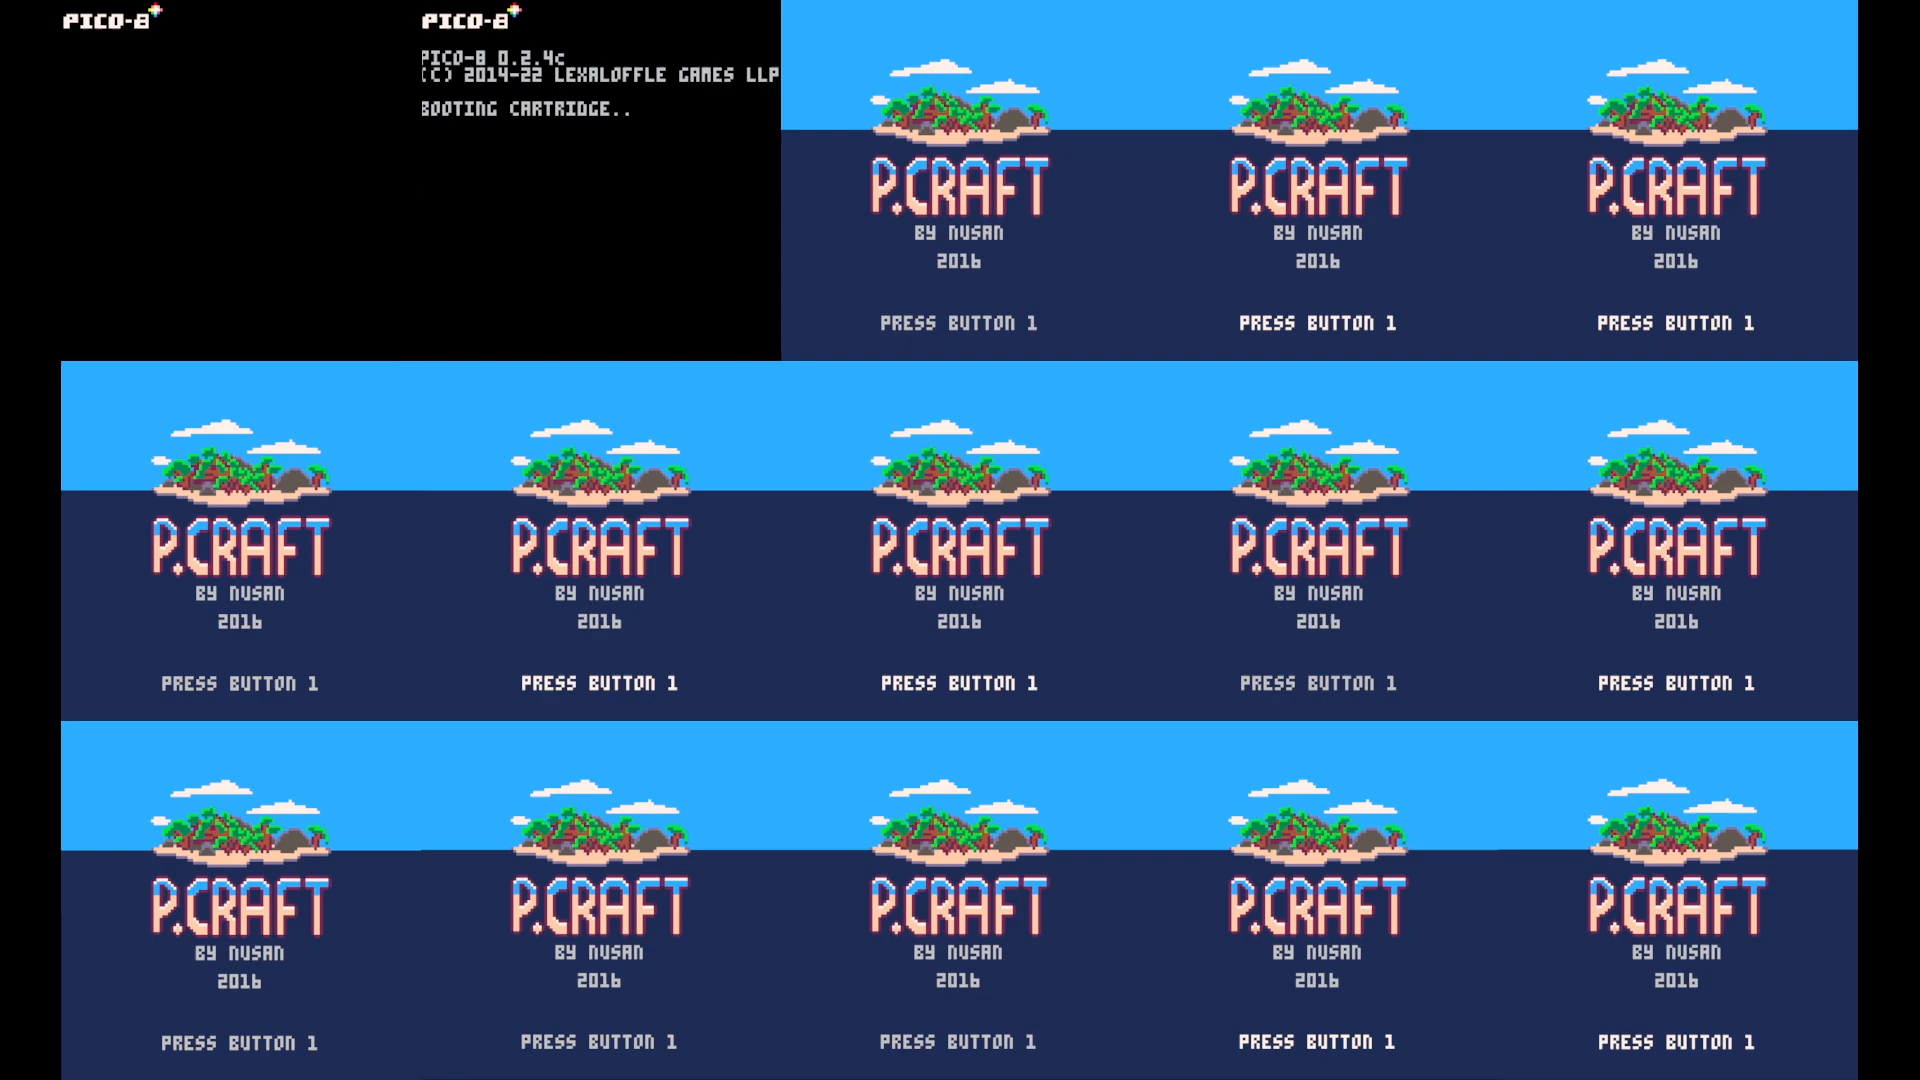 PICO-8
PICO-8
PICO-8 0.2.4c
(C) 2014-22 LEXALOFFLE GAMES LLP
BOOTING CARTRIDGE..
P.CRAFT
BY NUSAN
2016
PRESS BUTTON 1
P.CRAFT
BY NUSAN
2016
PRESS BUTTON 1
P.CRAFT
BY NUSAN
2016
PRESS BUTTON 1
P.CRAFT
BY NUSAN
2016
PRESS BUTTON 1
P.CRAFT
BY NUSAN
2016
PRESS BUTTON 1
P.CRAFT
BY NUSAN
2016
PRESS BUTTON 1
P.CRAFT
BY NUSAN
2016
PRESS BUTTON 1
P.CRAFT
BY NUSAN
2016
PRESS BUTTON 1
P.CRAFT
BY NUSAN
2016
PRESS BUTTON 1
P.CRAFT
BY NUSAN
2016
PRESS BUTTON 1
P.CRAFT
BY NUSAN
2016
PRESS BUTTON 1
P.CRAFT
BY NUSAN
2016
PRESS BUTTON 1
P.CRAFT
BY NUSAN
2016
PRESS BUTTON 1